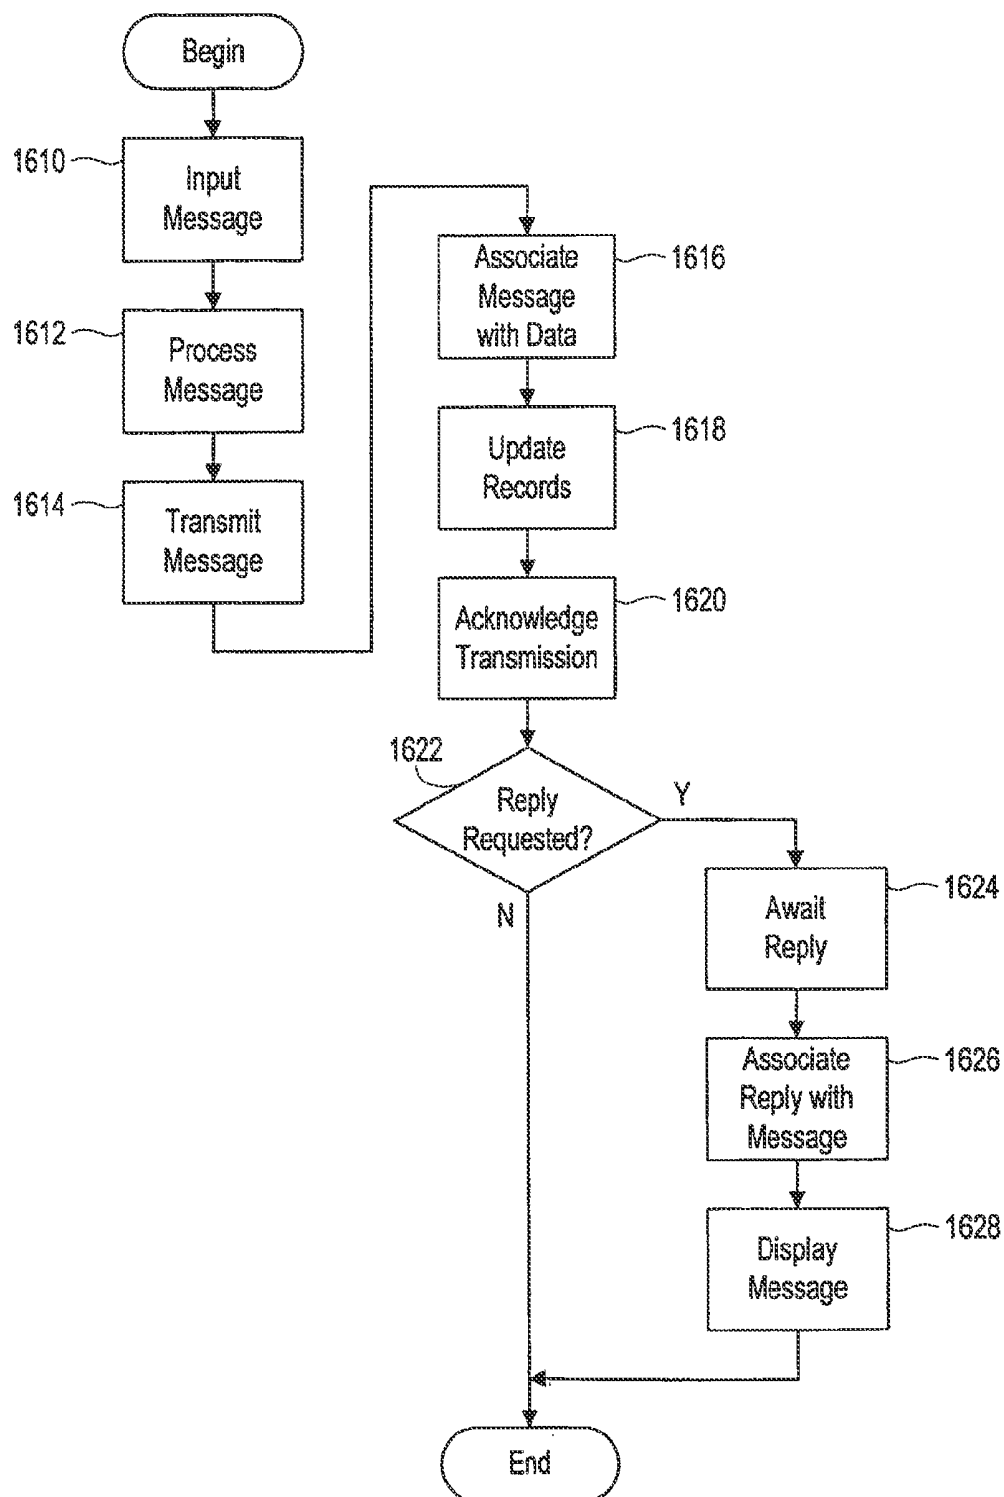 Begin
1610
Input
Message
1612
Process
Message
1614
Transmit
Message
Associate
Message
with Data
1616
Update
Records
1618
Acknowledge
Transmission
1620
1622
Reply
Requested?
Y
N
Await
Reply
1624
Associate
Reply with
Message
1626
Display
Message
1628
End